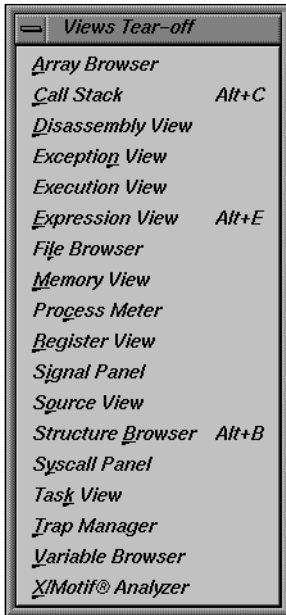 Views Tear-off
Array Browser
Call Stack Alt+C
Disassembly View
Exception View
Execution View
Expression View Alt+E
File Browser
Memory View
Process Meter
Register View
Signal Panel
Source View
Structure Browser Alt+B
Syscall Panel
Task View
Trap Manager
Variable Browser
X/Motif® Analyzer